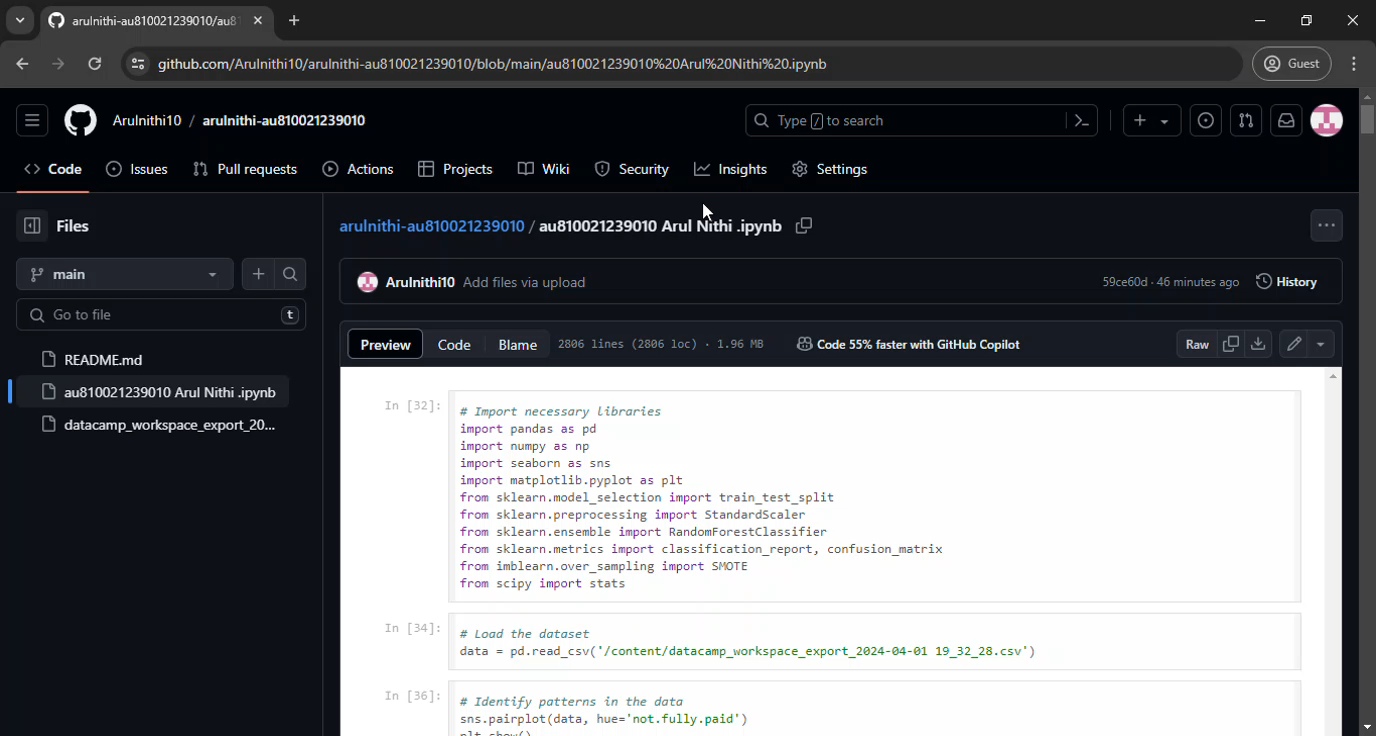 arulnithi-au810021239010/au8
github.com/Arulnithi10/arulnithi-au810021239010/blob/main/au810021239010%20Arul%20Nithi%20.ipynb
Guest
Arulnithi10 / arulnithi-au810021239010
Type / to search
Code
Issues
Pull requests
Actions
Projects
Wiki
Security
Insights
Settings
Files
main
Go to file
t
README.md
au810021239010 Arul Nithi .ipynb
datacamp_workspace_export_20...
arulnithi-au810021239010 / au810021239010 Arul Nithi .ipynb
Arulnithi10 Add files via upload
59ce60d · 46 minutes ago
History
Preview
Code
Blame
2806 lines (2806 loc) · 1.96 MB
Code 55% faster with GitHub Copilot
Raw
In [32]:
# Import necessary libraries
import pandas as pd
import numpy as np
import seaborn as sns
import matplotlib.pyplot as plt
from sklearn.model_selection import train_test_split
from sklearn.preprocessing import StandardScaler
from sklearn.ensemble import RandomForestClassifier
from sklearn.metrics import classification_report, confusion_matrix
from imblearn.over_sampling import SMOTE
from scipy import stats
In [34]:
# Load the dataset
data = pd.read_csv('/content/datacamp_workspace_export_2024-04-01 19_32_28.csv')
In [36]:
# Identify patterns in the data
sns.pairplot(data, hue='not.fully.paid')
plt.show()